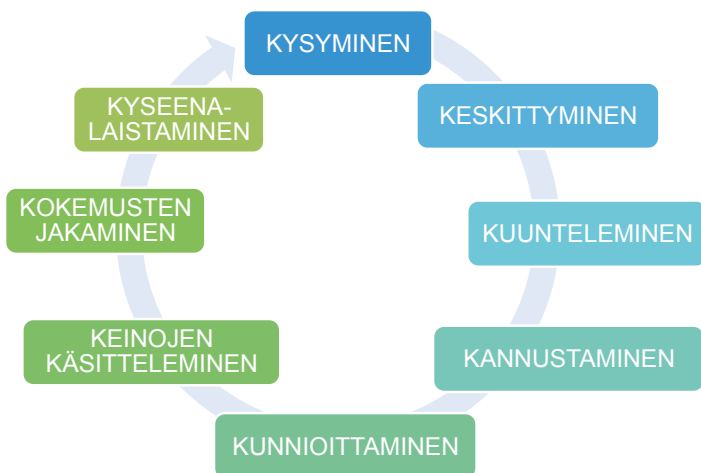 KYSYMINEN
KESKITTYMINEN
KUUNTELEMINEN
KANNUSTAMINEN
KUNNIOITTAMINEN
KEINOJEN
KÄSITTELEMINEN
KOKEMUSTEN
JAKAMINEN
KYSEENA-
LAISTAMINEN